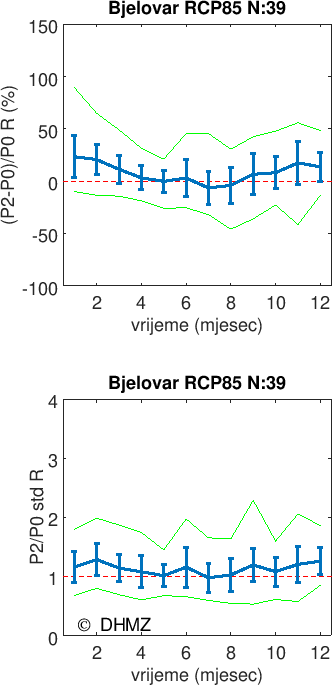 Bjelovar RCP85 N:39
150
100
50
0
-50
-100
(P2-P0)/P0 R (%)
2 4 6 8 10 12
vrijeme (mjesec)
Bjelovar RCP85 N:39
4
3
2
1
0
P2/P0 std R
© DHMZ
2 4 6 8 10 12
vrijeme (mjesec)